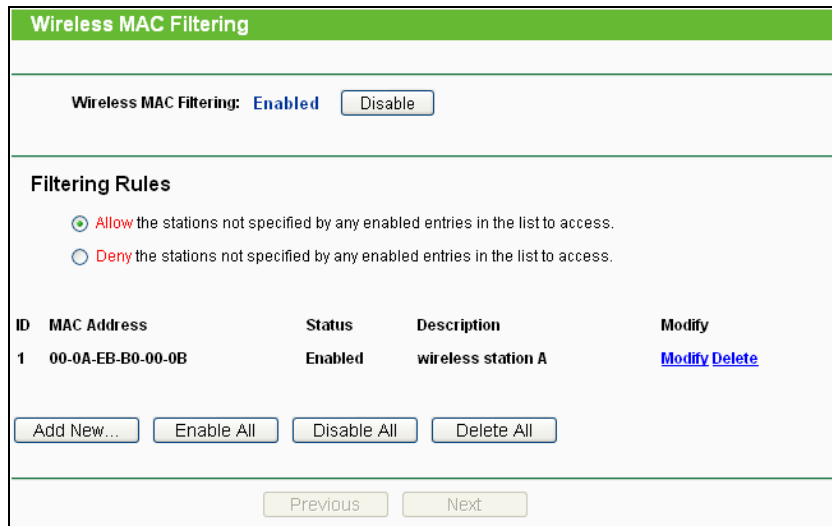 Wireless MAC Filtering
Wireless MAC Filtering: Enabled Disable
Filtering Rules
Allow the stations not specified by any enabled entries in the list to access.
Deny the stations not specified by any enabled entries in the list to access.
ID MAC Address Status Description Modify
1 00-0A-EB-B0-00-0B Enabled wireless station A Modify Delete
Add New... Enable All Disable All Delete All
Previous Next